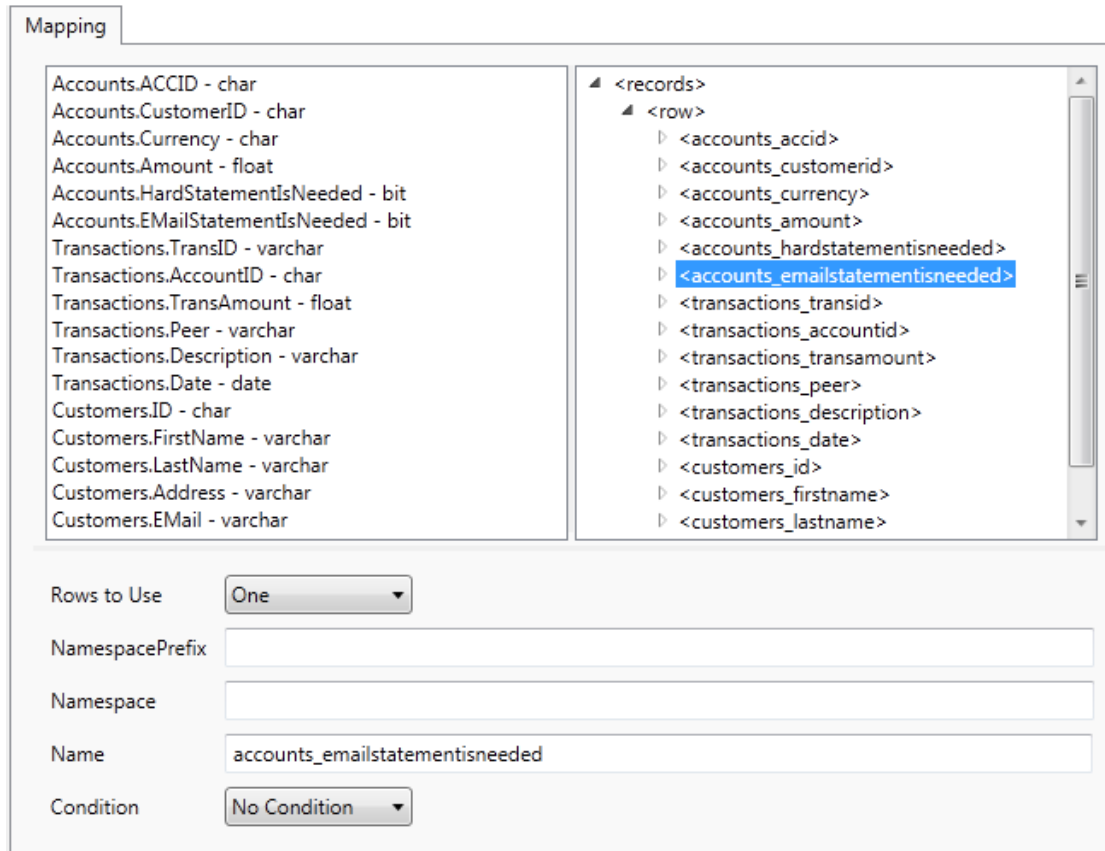 Mapping
Accounts.ACCID - char
Accounts.CustomerID - char
Accounts.Currency - char
Accounts.Amount - float
Accounts.HardStatementIsNeeded - bit
Accounts.EMailStatementIsNeeded - bit
Transactions.TransID - varchar
Transactions.AccountID - char
Transactions.TransAmount - float
Transactions.Peer - varchar
Transactions.Description - varchar
Transactions.Date - date
Customers.ID - char
Customers.FirstName - varchar
Customers.LastName - varchar
Customers.Address - varchar
Customers.EMail - varchar
<records>
<row>
<accounts_accid>
<accounts_customerid>
<accounts_currency>
<accounts_amount>
<accounts_hardstatementisneeded>
<accounts_emailstatementisneeded>
<transactions_transid>
<transactions_accountid>
<transactions_transamount>
<transactions_peer>
<transactions_description>
<transactions_date>
<customers_id>
<customers_firstname>
<customers_lastname>
Rows to Use One
NamespacePrefix
Namespace
Name accounts_emailstatementisneeded
Condition No Condition